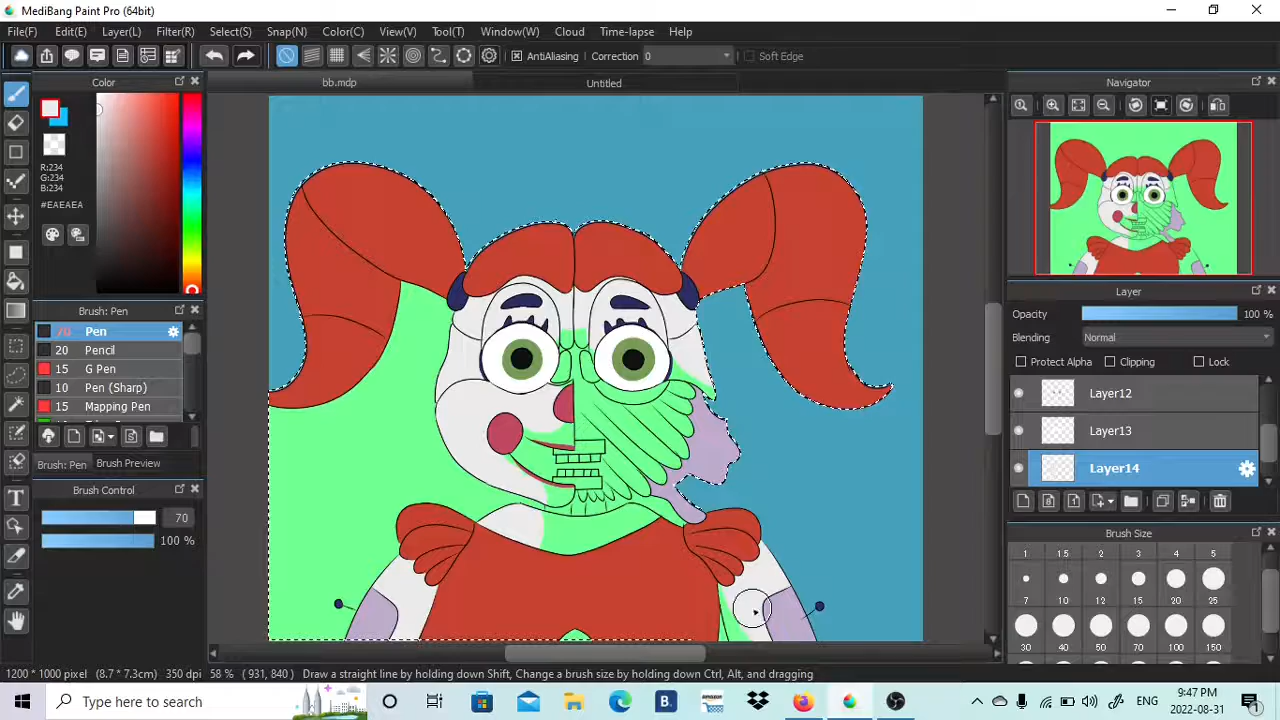 MediBang Paint Pro (64bit)
File(F) Edit(E) Layer(L) Filter(R) Select(S) Snap(N) Color(C) View(V) Tool(T) Window(W) Cloud Time-lapse Help
AntiAliasing Correction 0 Soft Edge
Color
bb.mdp Untitled
Navigator
R:234
G:234
B:234
#EAEAEA
Brush: Pen
70 Pen
20 Pencil
15 G Pen
10 Pen (Sharp)
15 Mapping Pen
Brush: Pen Brush Preview
Brush Control
70
100 %
Layer
Opacity 100 %
Blending Normal
Protect Alpha Clipping Lock
Layer12
Layer13
Layer14
Brush Size
1 1.5 2 3 4 5
7 10 12 15 20 25
30 40 50 70 100 150
1200 * 1000 pixel (8.7 * 7.3cm) 350 dpi 58 % ( 931, 840 ) Draw a straight line by holding down Shift, Change a brush size by holding down Ctrl, Alt, and dragging
Type here to search
B.
amazon
ENG
9:47 PM
2022-08-31
1